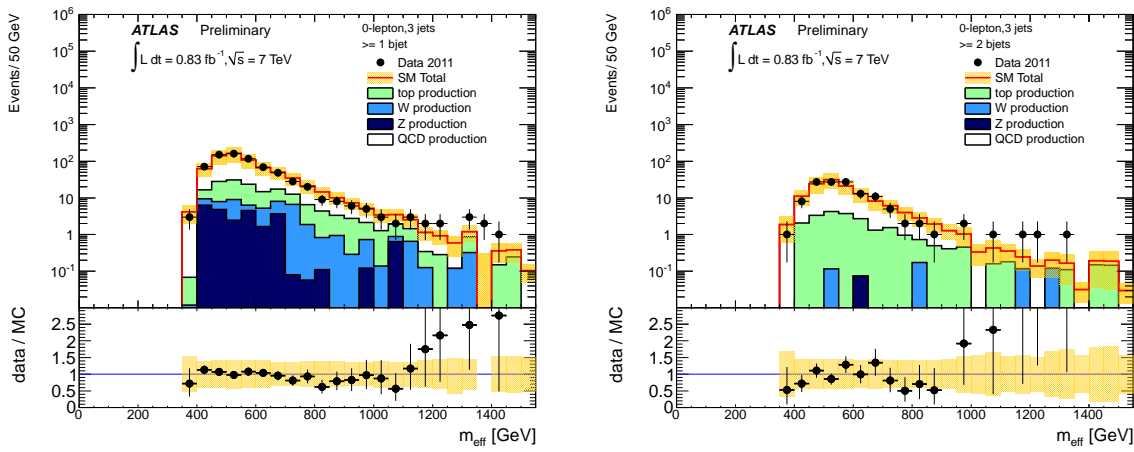 ATLAS Preliminary
∫ L dt = 0.83 fb⁻¹, √s = 7 TeV
0-lepton,3 jets
>= 1 bjet
Data 2011
SM Total
top production
W production
Z production
QCD production
Events/ 50 GeV
10⁶
10⁵
10⁴
10³
10²
10
1
10⁻¹
data / MC
2.5
2
1.5
1
0.5
0
0 200 400 600 800 1000 1200 1400
m_eff [GeV]
ATLAS Preliminary
∫ L dt = 0.83 fb⁻¹, √s = 7 TeV
0-lepton,3 jets
>= 2 bjets
Data 2011
SM Total
top production
W production
Z production
QCD production
Events/ 50 GeV
10⁶
10⁵
10⁴
10³
10²
10
1
10⁻¹
data / MC
2.5
2
1.5
1
0.5
0
0 200 400 600 800 1000 1200 1400
m_eff [GeV]